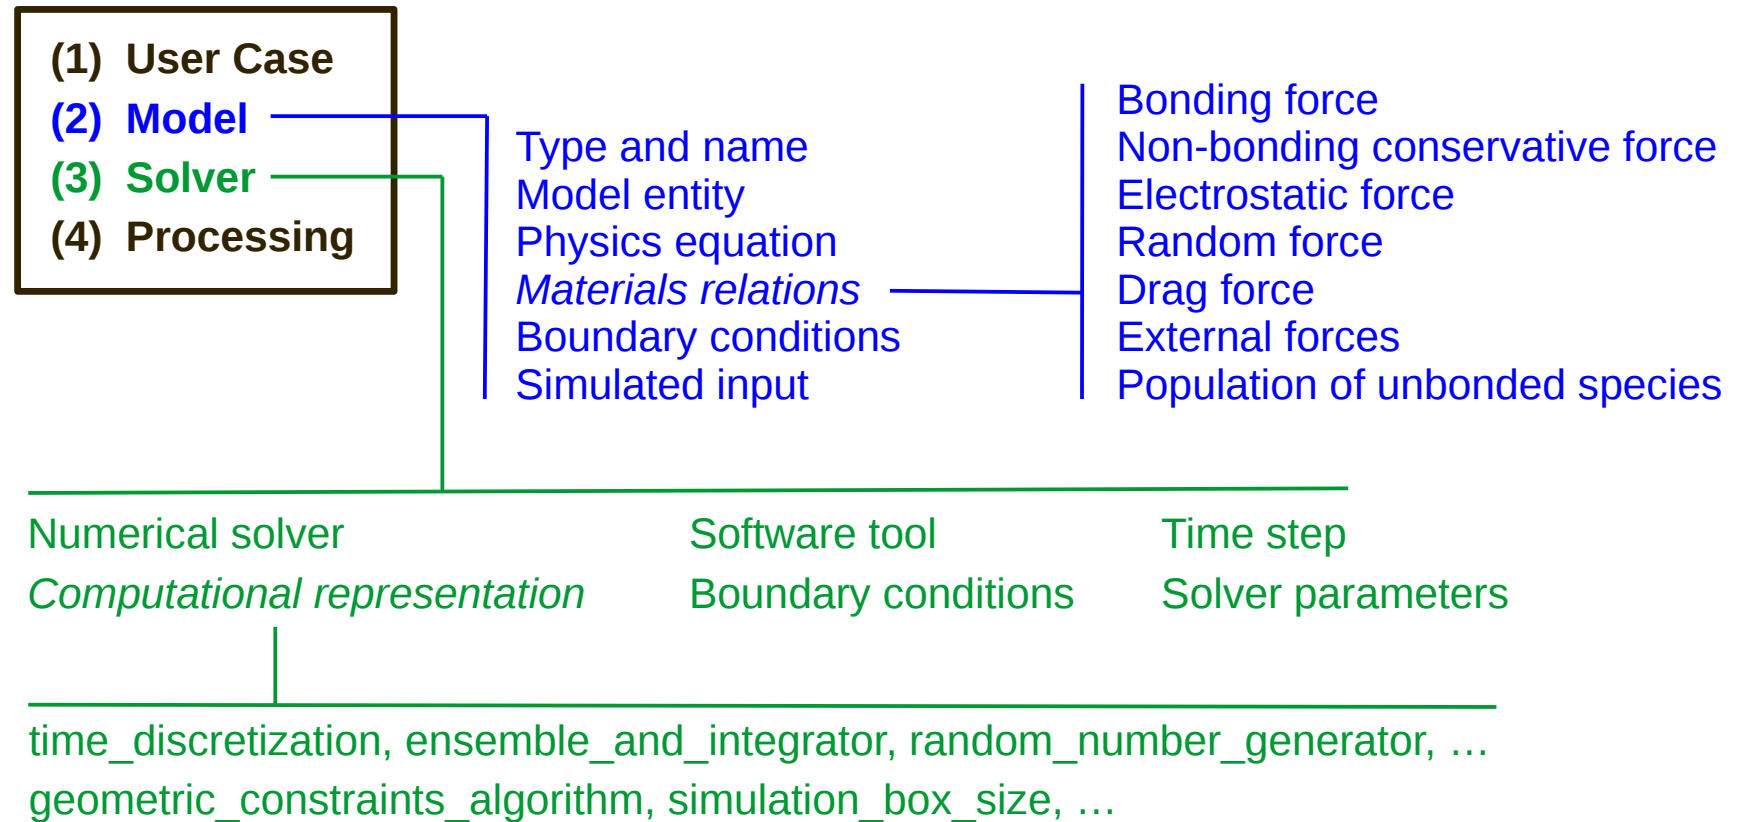 (1) User Case
(2) Model
(3) Solver
(4) Processing
Type and name
Model entity
Physics equation
Materials relations
Boundary conditions
Simulated input
Bonding force
Non-bonding conservative force
Electrostatic force
Random force
Drag force
External forces
Population of unbonded species
Numerical solver
Computational representation
Software tool
Boundary conditions
Time step
Solver parameters
time_discretization, ensemble_and_integrator, random_number_generator, …
geometric_constraints_algorithm, simulation_box_size, …